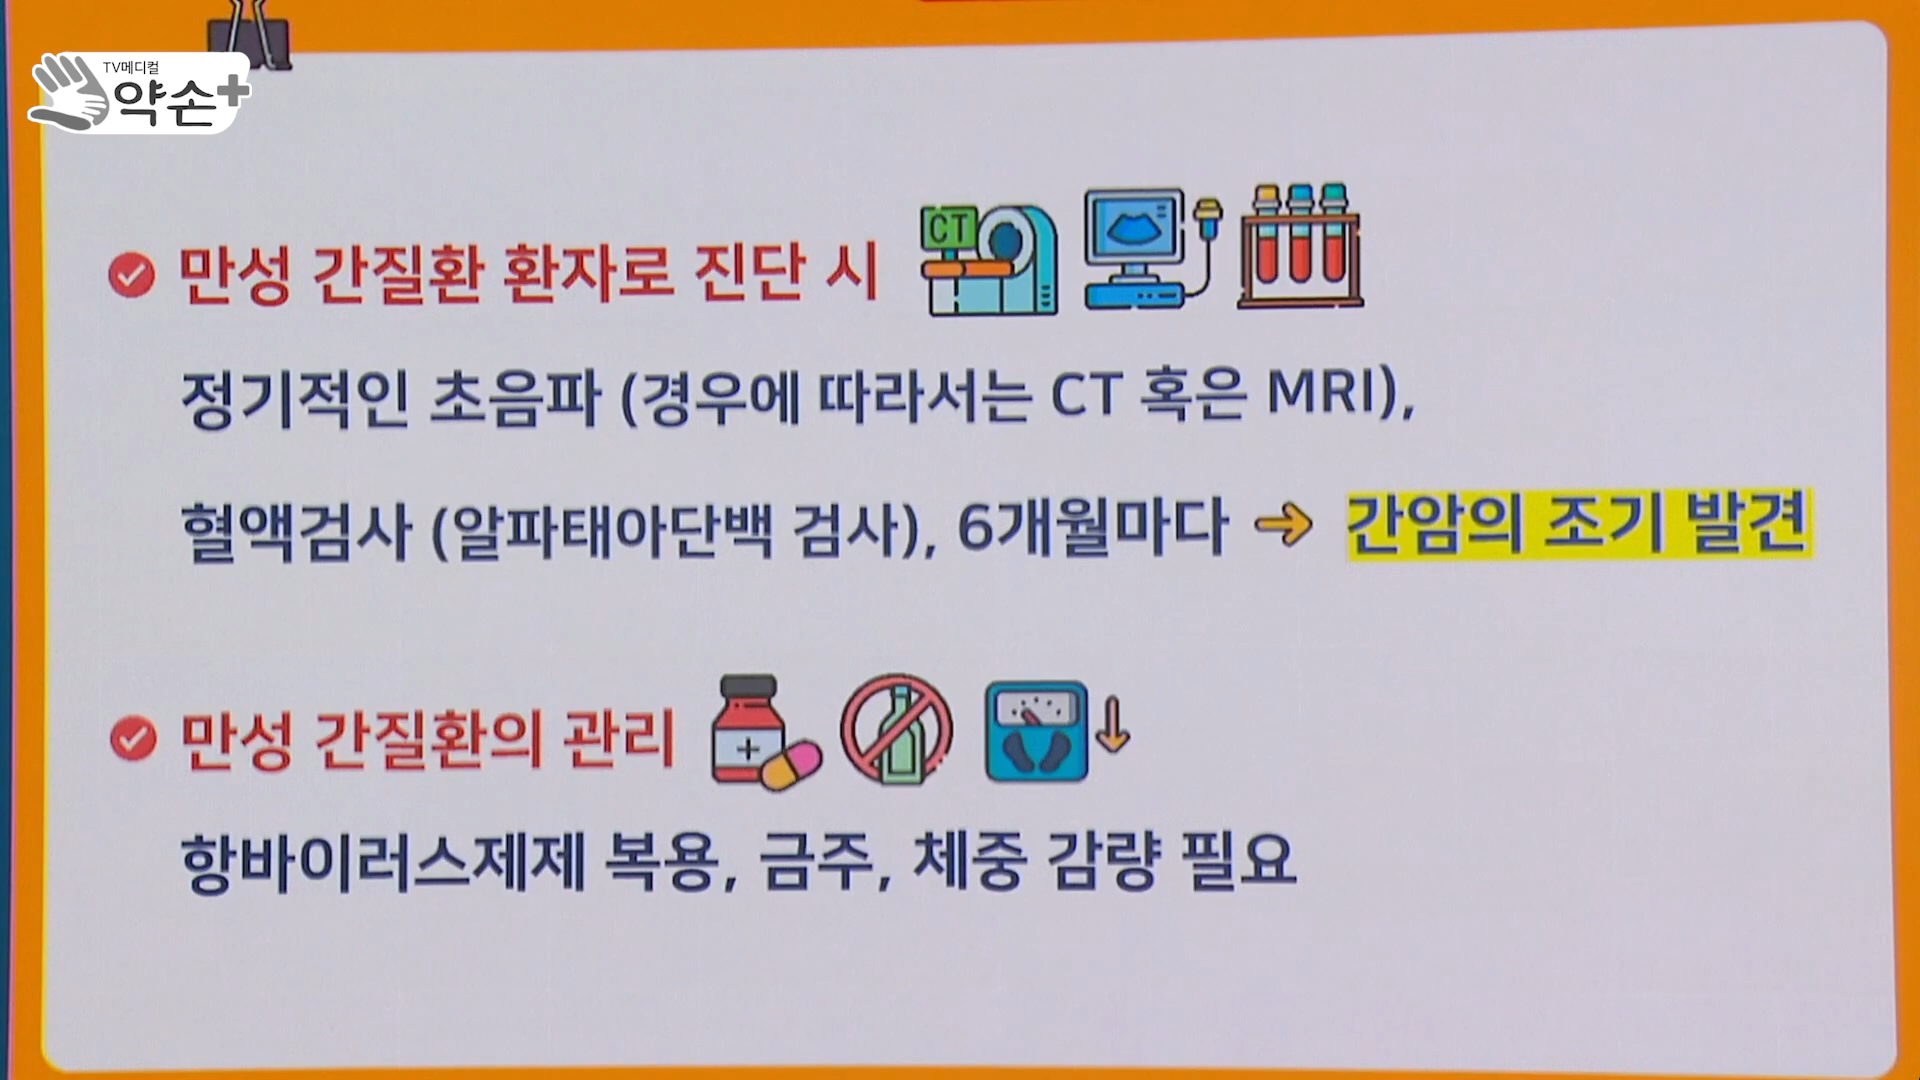 TV메디컬
약손+
만성 간질환 환자로 진단 시
CT
정기적인 초음파 (경우에 따라서는 CT 혹은 MRI),
혈액검사 (알파태아단백 검사), 6개월마다 → 간암의 조기 발견
만성 간질환의 관리
항바이러스제제 복용, 금주, 체중 감량 필요